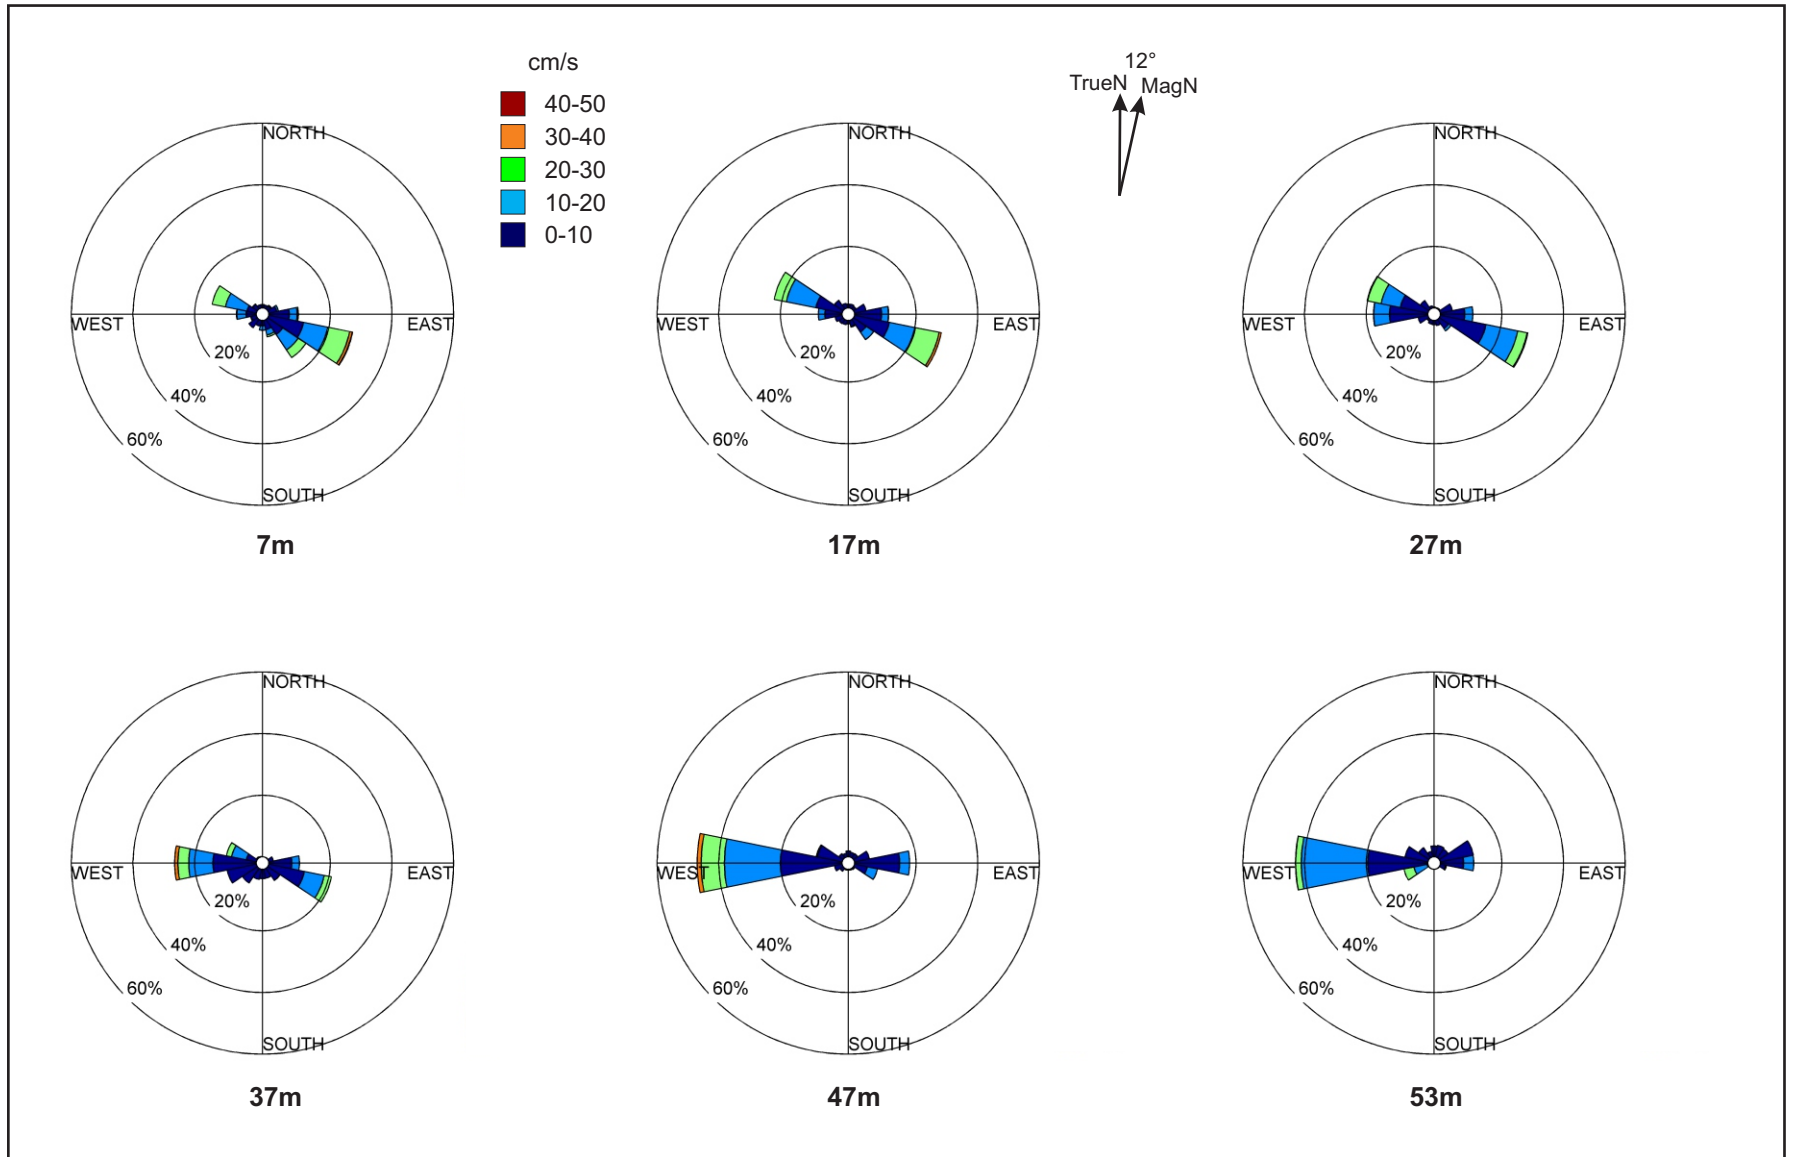 cm/s
40-50
30-40
20-30
10-20
0-10
12°
TrueN
MagN
NORTH
WEST
EAST
20%
40%
60%
SOUTH
7m
NORTH
WEST
EAST
20%
40%
60%
SOUTH
17m
NORTH
WEST
EAST
20%
40%
60%
SOUTH
27m
NORTH
WEST
EAST
20%
40%
60%
SOUTH
37m
NORTH
WEST
EAST
20%
40%
60%
SOUTH
47m
NORTH
WEST
EAST
20%
40%
60%
SOUTH
53m